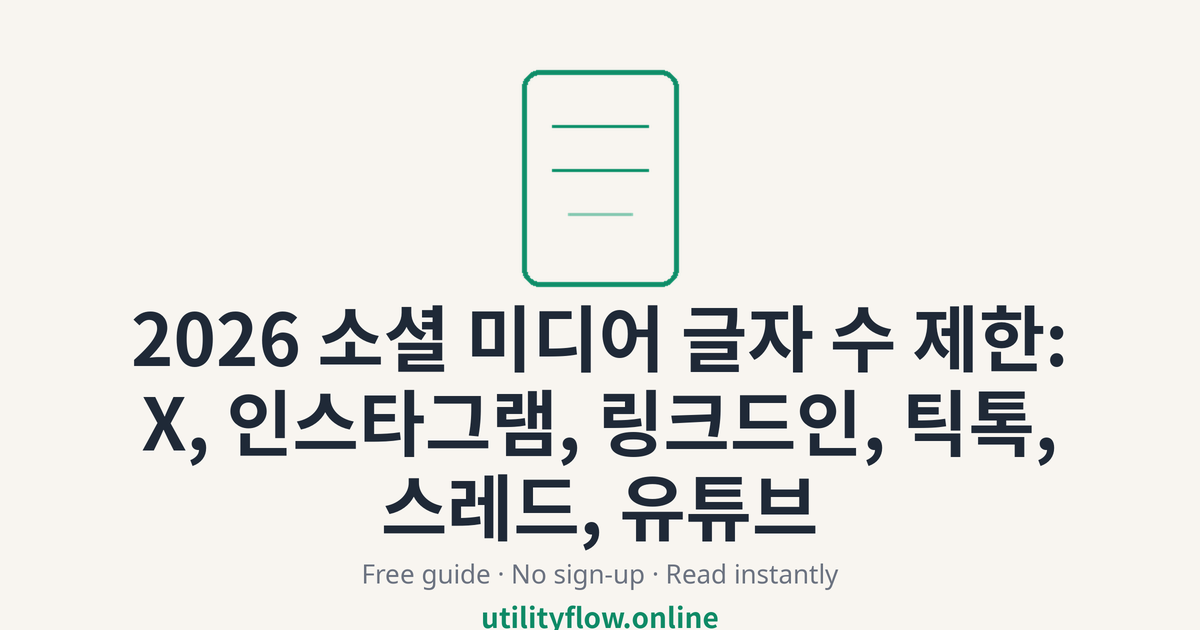 2026 소셜 미디어 글자 수 제한:
X, 인스타그램, 링크드인, 틱톡,
스레드, 유튜브
Free guide · No sign-up · Read instantly
utilityflow.online